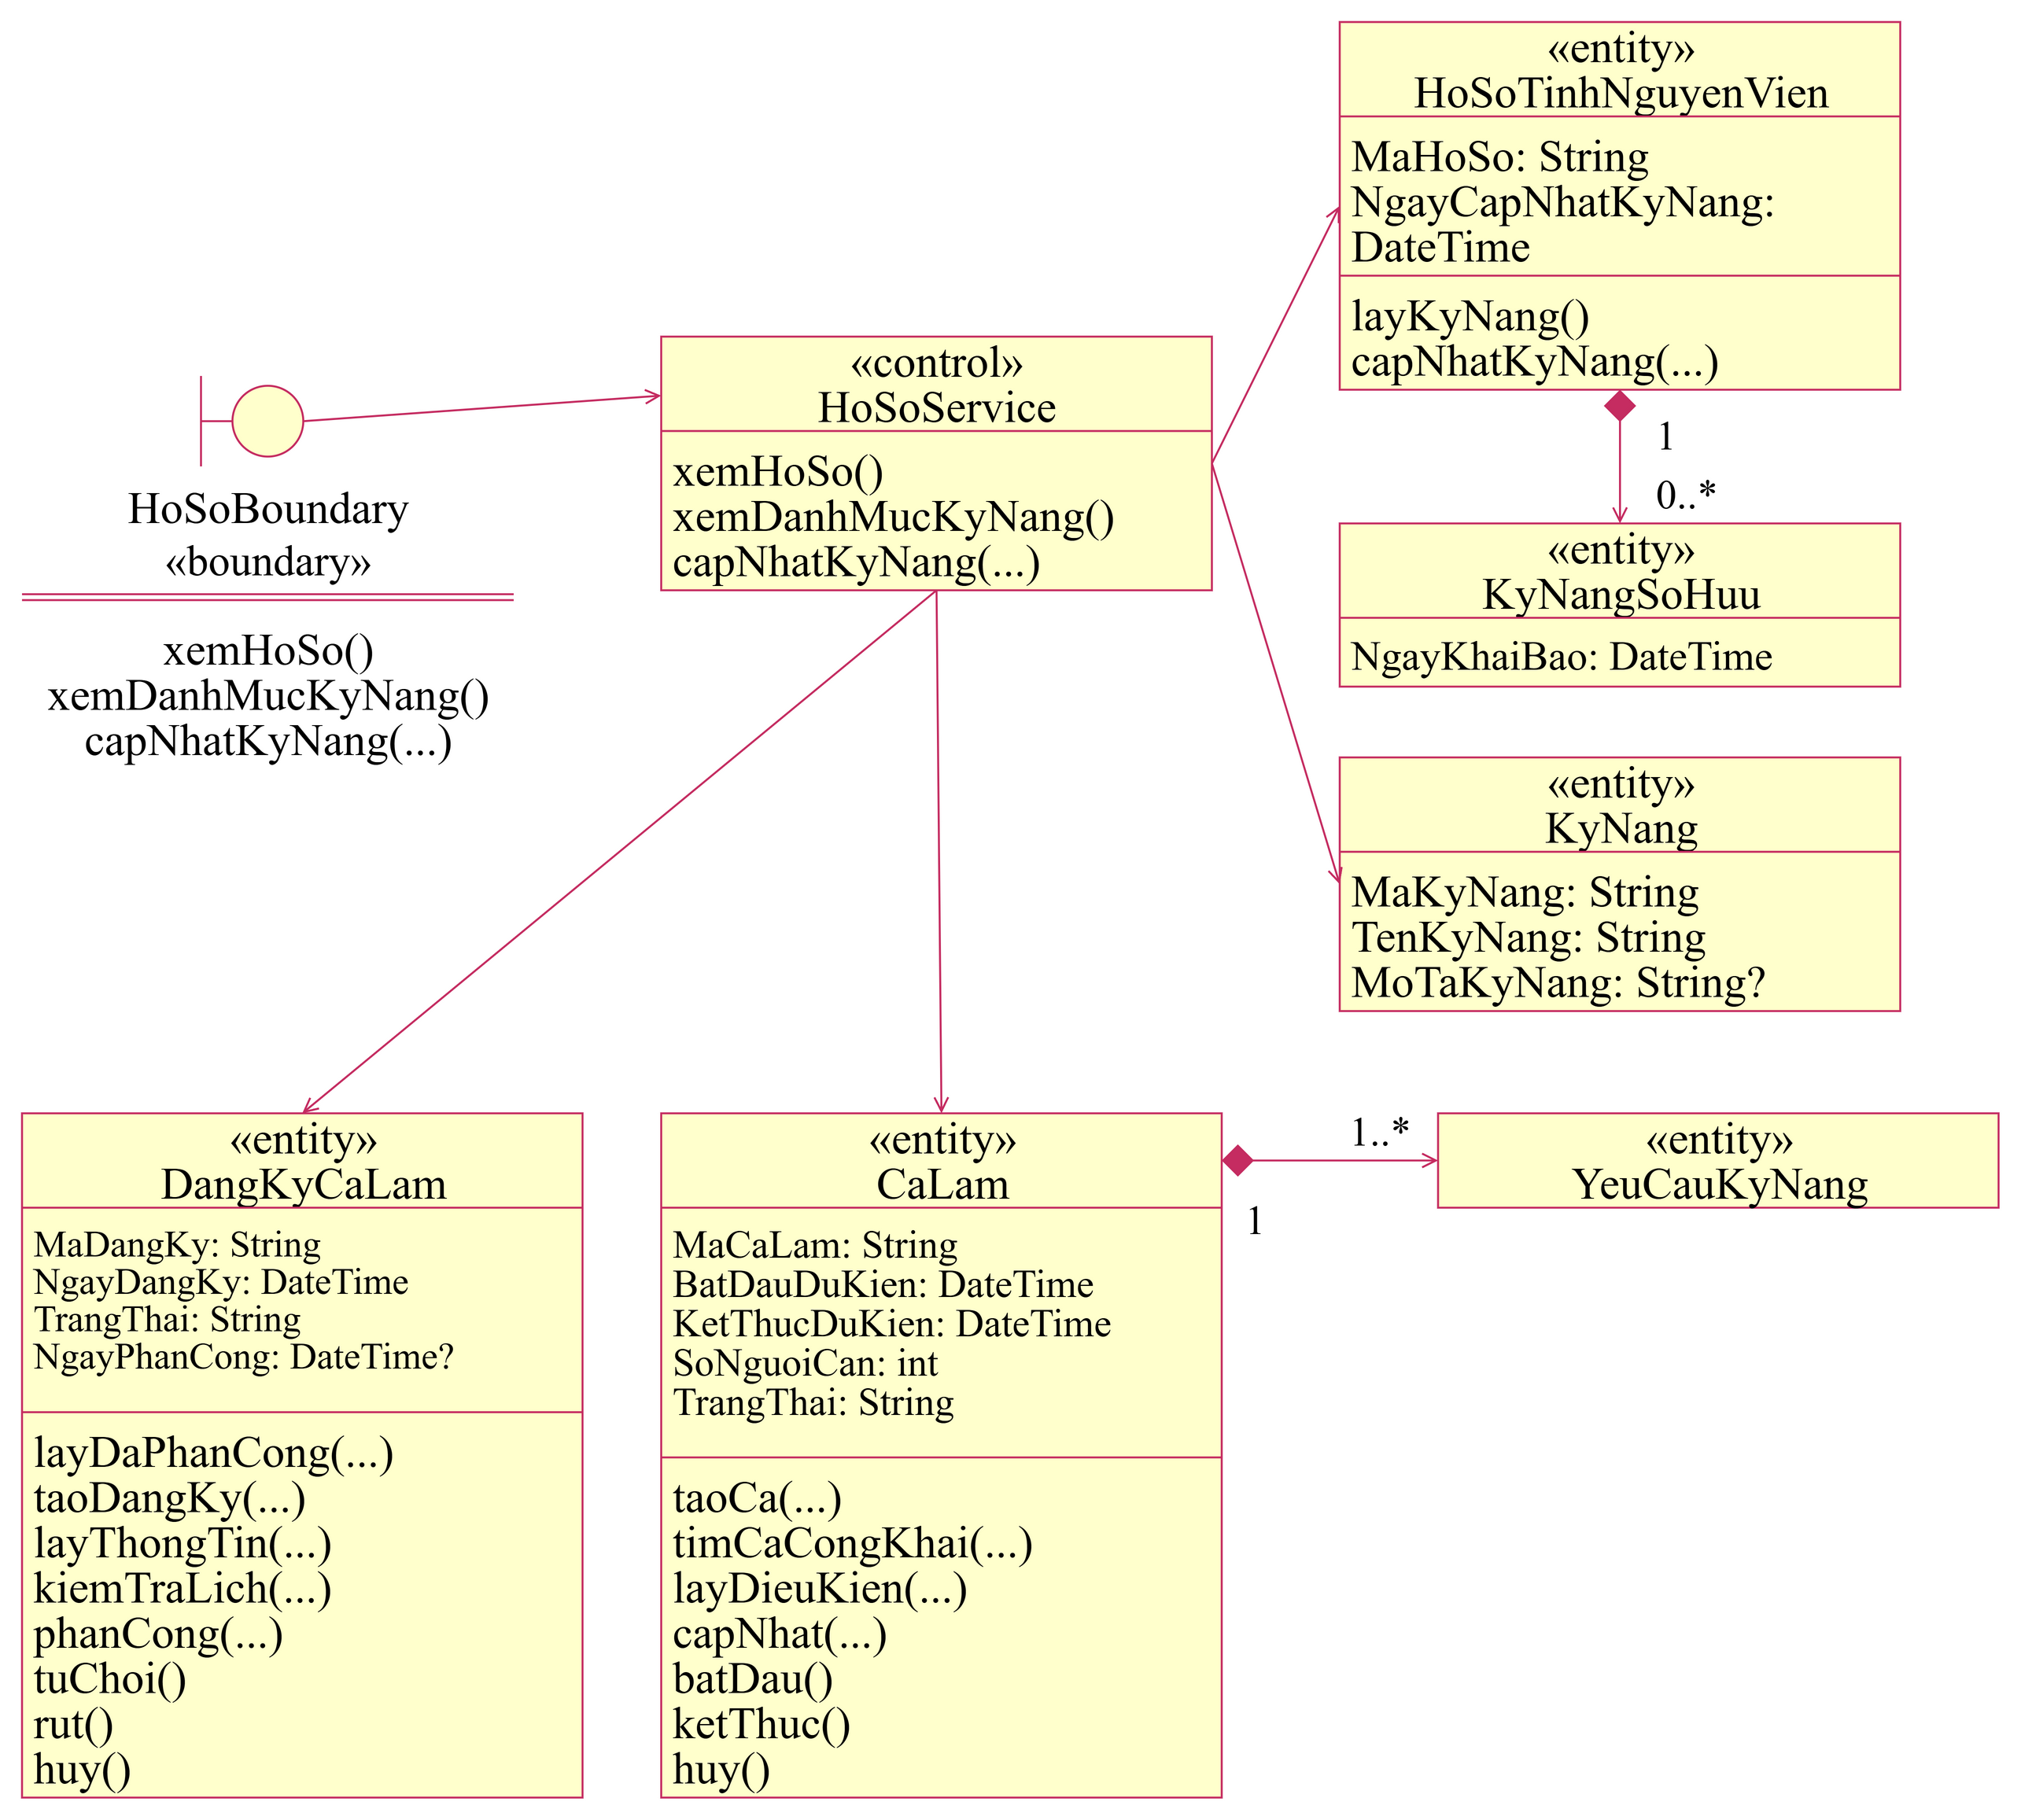 «entity»
HoSoTinhNguyenVien
MaHoSo: String
NgayCapNhatKyNang:
DateTime
layKyNang()
capNhatKyNang(...)
1
0..*
«control»
HoSoService
xemHoSo()
xemDanhMucKyNang()
capNhatKyNang(...)
HoSoBoundary
«boundary»
xemHoSo()
xemDanhMucKyNang()
capNhatKyNang(...)
«entity»
KyNangSoHuu
NgayKhaiBao: DateTime
«entity»
KyNang
MaKyNang: String
TenKyNang: String
MoTaKyNang: String?
«entity»
DangKyCaLam
MaDangKy: String
NgayDangKy: DateTime
TrangThai: String
NgayPhanCong: DateTime?
layDaPhanCong(...)
taoDangKy(...)
layThongTin(...)
kiemTraLich(...)
phanCong(...)
tuChoi()
rut()
huy()
«entity»
CaLam
MaCaLam: String
BatDauDuKien: DateTime
KetThucDuKien: DateTime
SoNguoiCan: int
TrangThai: String
taoCa(...)
timCaCongKhai(...)
layDieuKien(...)
capNhat(...)
batDau()
ketThuc()
huy()
1..*
1
«entity»
YeuCauKyNang